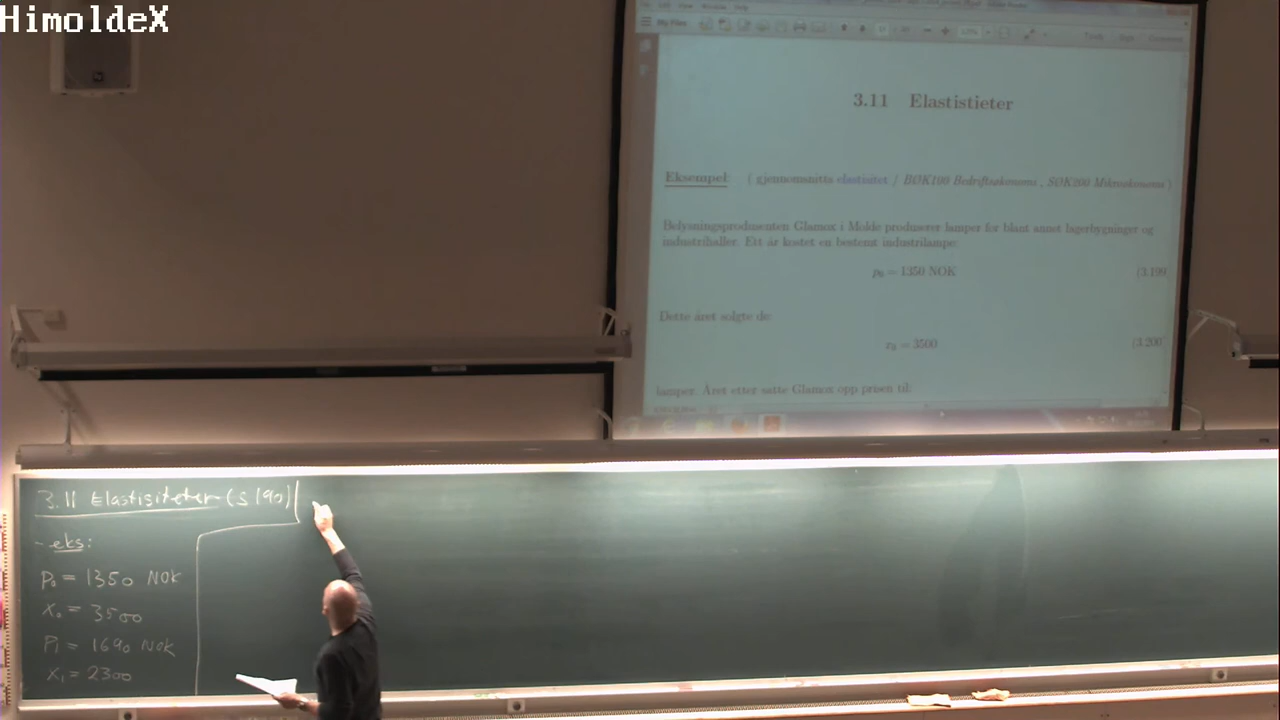 HimoldeX
My Files
3.11 Elastistieter
Eksempel: ( gjennomsnitts elastisitet / BØK100 Bedriftsøkonomi , SØK200 Mikroøkonomi )
Belysningsprodusenten Glamox i Molde produserer lamper for blant annet lagerbygninger og
industrihaller. Ett år kostet en bestemt industrilampe:
p₀ = 1350 NOK (3.199
Dette året solgte de:
x₀ = 3500 (3.200
lamper. Året etter satte Glamox opp prisen til:
3.11 Elastisiteter (s 190)
- eks:
p₀ = 1350 NOK
x₀ = 3500
p₁ = 1690 NOK
x₁ = 2300